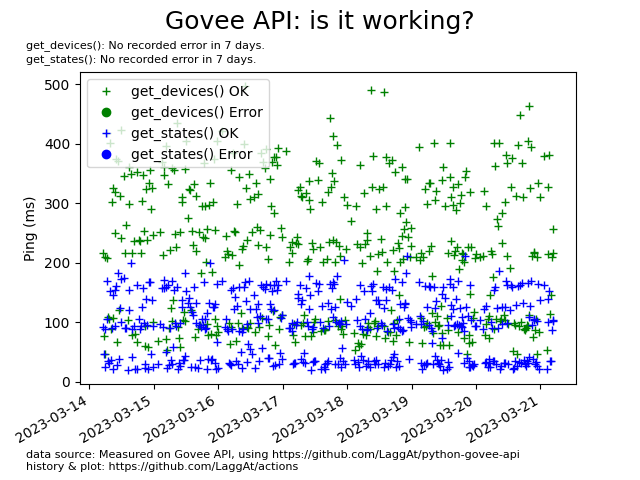 Govee API: is it working?
get_devices(): No recorded error in 7 days.
get_states(): No recorded error in 7 days.
get_devices() OK
get_devices() Error
get_states() OK
get_states() Error
Ping (ms)
500
400
300
200
100
0
2023-03-14
2023-03-15
2023-03-16
2023-03-17
2023-03-18
2023-03-19
2023-03-20
2023-03-21
data source: Measured on Govee API, using https://github.com/LaggAt/python-govee-api
history & plot: https://github.com/LaggAt/actions